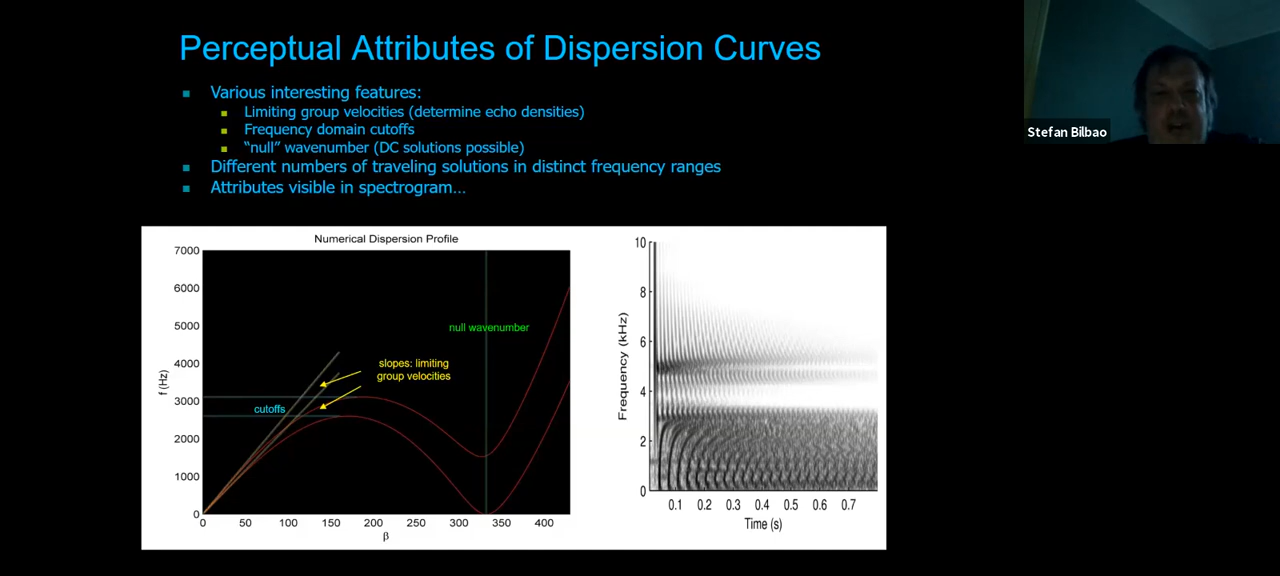 Perceptual Attributes of Dispersion Curves
Various interesting features:
Limiting group velocities (determine echo densities)
Frequency domain cutoffs
“null” wavenumber (DC solutions possible)
Different numbers of traveling solutions in distinct frequency ranges
Attributes visible in spectrogram…
Stefan Bilbao
Numerical Dispersion Profile
7000
6000
5000
4000
3000
2000
1000
0
f (Hz)
null wavenumber
slopes: limiting
group velocities
cutoffs
0 50 100 150 200 250 300 350 400
β
10
8
6
4
2
0
Frequency (kHz)
0.1 0.2 0.3 0.4 0.5 0.6 0.7
Time (s)